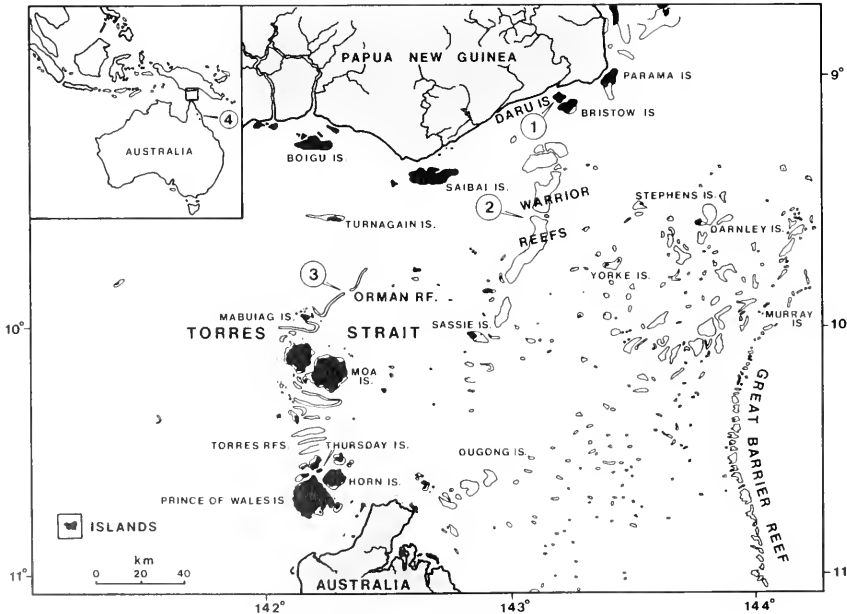 PAPUA NEW GUINEA
PARAMA IS
9°
DARU IS.
1
BRISTOW IS
4
AUSTRALIA
BOIGU IS.
SAIBAI IS.
STEPHENS IS.
WARRIOR
2
TURNAGAIN IS.
REEFS
DARNLEY IS.
3
YORKE IS.
ORMAN RF.
MABUIAG IS.
MURRAY
IS
10°
TORRES STRAIT
SASSIE IS.
10
MOA
IS.
GREAT BARRIER REEF
TORRES RFS.
THURSDAY IS.
OUGONG IS.
HORN IS.
PRINCE OF WALES IS
ISLANDS
km
0 20 40
11°
AUSTRALIA
11
142°
143°
144°